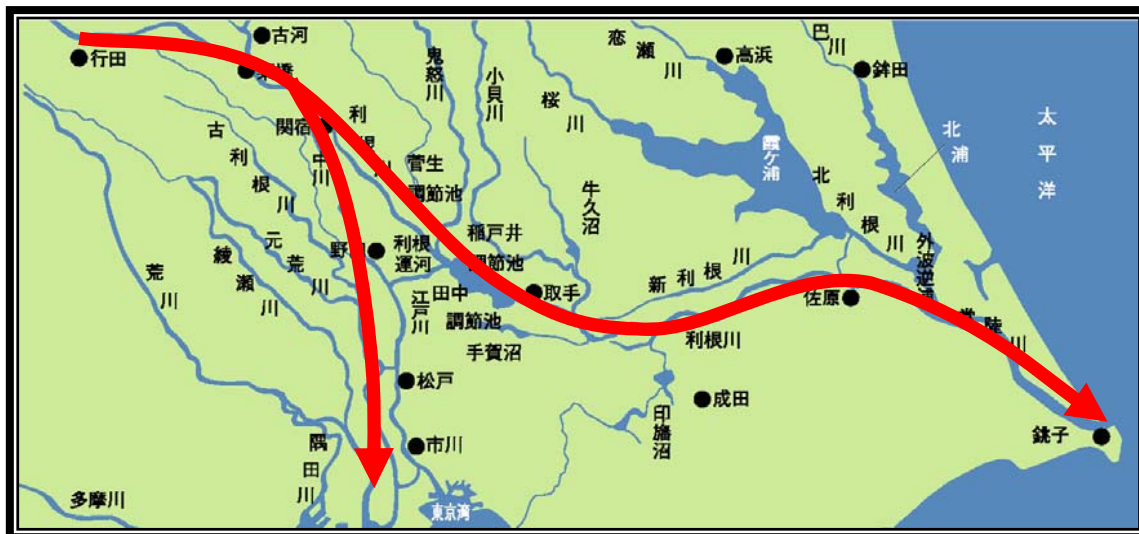 古河
行田
関宿
利根川
中川
古利根川
鬼怒川
小貝川
桜川
恋瀬川
高浜
巴川
鉾田
北浦
太平洋
霞ケ浦
北利根川
外波逆浦
常陸川
菅生
調節池
稲戸井
調節池
牛久沼
利根
運河
田中
調節池
取手
手賀沼
新利根川
利根川
佐原
荒川
綾瀬川
元荒川
江戸川
松戸
市川
隅田川
多摩川
東京湾
印旛沼
成田
銚子